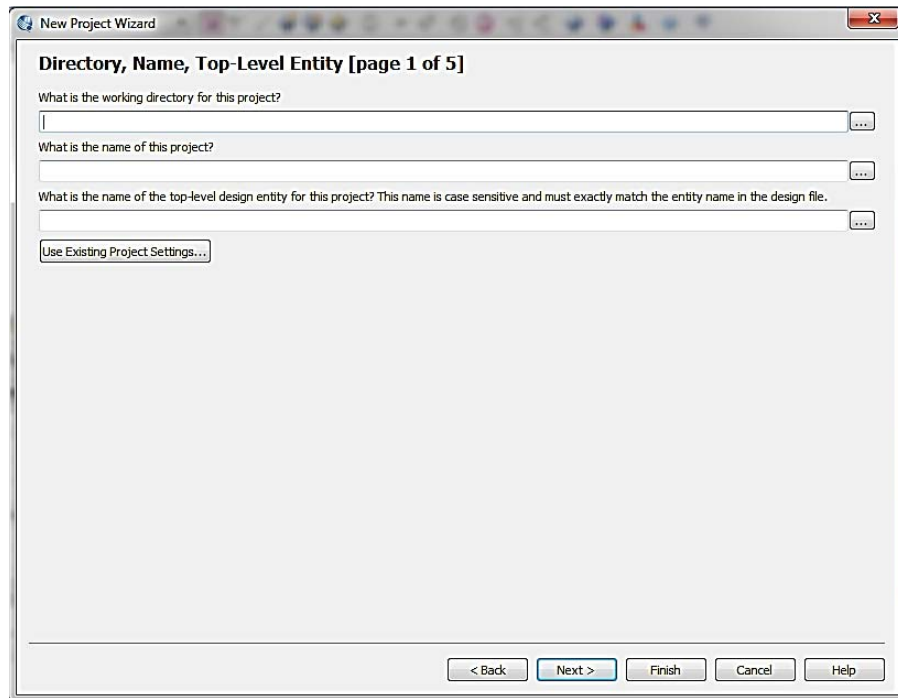 New Project Wizard
Directory, Name, Top-Level Entity [page 1 of 5]
What is the working directory for this project?
...
What is the name of this project?
...
What is the name of the top-level design entity for this project? This name is case sensitive and must exactly match the entity name in the design file.
...
Use Existing Project Settings...
< Back Next > Finish Cancel Help